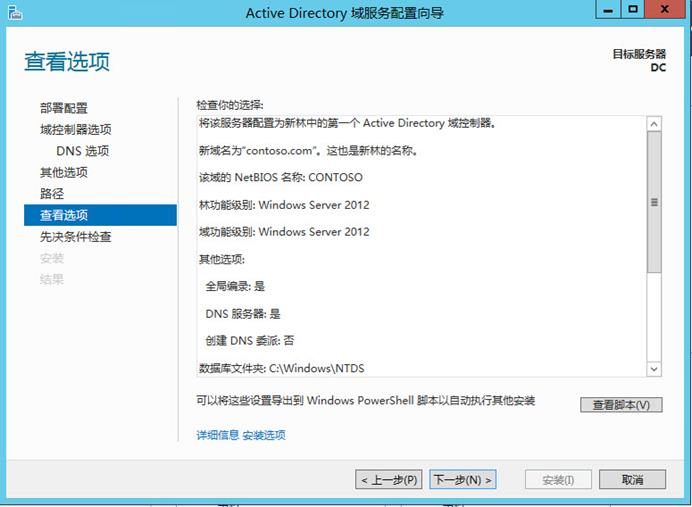 Active Directory 域服务配置向导
查看选项
目标服务器
DC
部署配置
域控制器选项
DNS 选项
其他选项
路径
查看选项
先决条件检查
安装
结果
检查你的选择:
将该服务器配置为新林中的第一个 Active Directory 域控制器。
新域名为“contoso.com”。这也是新林的名称。
该域的 NetBIOS 名称: CONTOSO
林功能级别: Windows Server 2012
域功能级别: Windows Server 2012
其他选项:
全局编录: 是
DNS 服务器: 是
创建 DNS 委派: 否
数据库文件夹: C:\Windows\NTDS
可以将这些设置导出到 Windows PowerShell 脚本以自动执行其他安装
查看脚本(V)
详细信息 安装选项
< 上一步(P)
下一步(N) >
安装(I)
取消